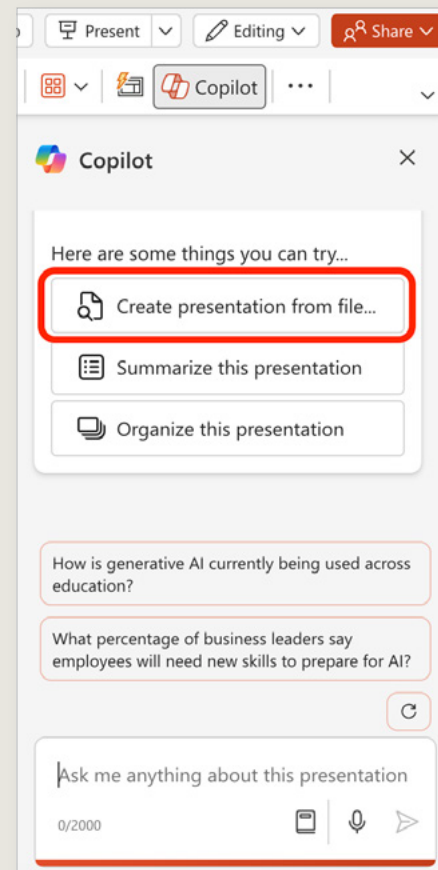 Present
Editing
Share
Copilot
Copilot
Here are some things you can try...
Create presentation from file...
Summarize this presentation
Organize this presentation
How is generative AI currently being used across
education?
What percentage of business leaders say
employees will need new skills to prepare for AI?
Ask me anything about this presentation
0/2000